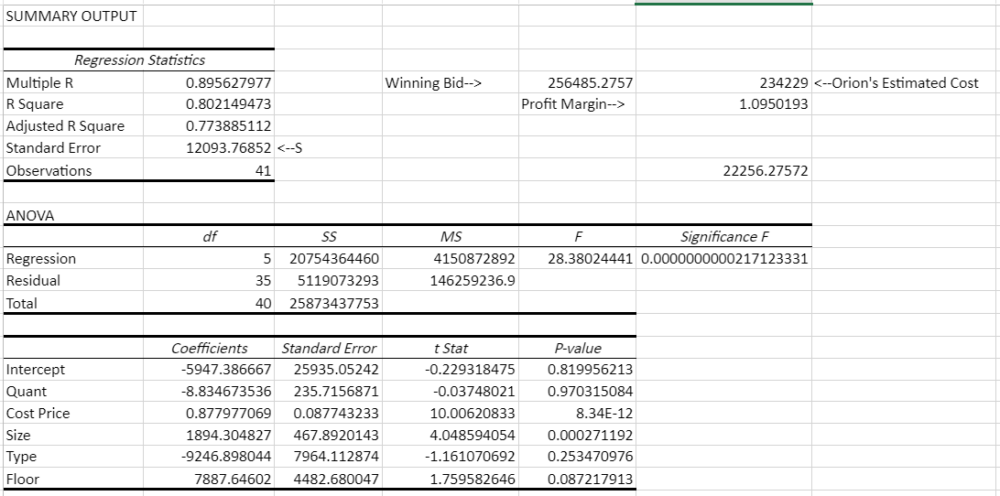 SUMMARY OUTPUT
Regression Statistics
Multiple R 0.895627977 Winning Bid--> 256485.2757 234229 <--Orion's Estimated Cost
R Square 0.802149473 Profit Margin--> 1.0950193
Adjusted R Square 0.773885112
Standard Error 12093.76852 <--S
Observations 41 22256.27572
ANOVA
df SS MS F Significance F
Regression 5 20754364460 4150872892 28.38024441 0.0000000000217123331
Residual 35 5119073293 146259236.9
Total 40 25873437753
Coefficients Standard Error t Stat P-value
Intercept -5947.386667 25935.05242 -0.229318475 0.819956213
Quant -8.834673536 235.7156871 -0.03748021 0.970315084
Cost Price 0.877977069 0.087743233 10.00620833 8.34E-12
Size 1894.304827 467.8920143 4.048594054 0.000271192
Type -9246.898044 7964.112874 -1.161070692 0.253470976
Floor 7887.64602 4482.680047 1.759582646 0.087217913